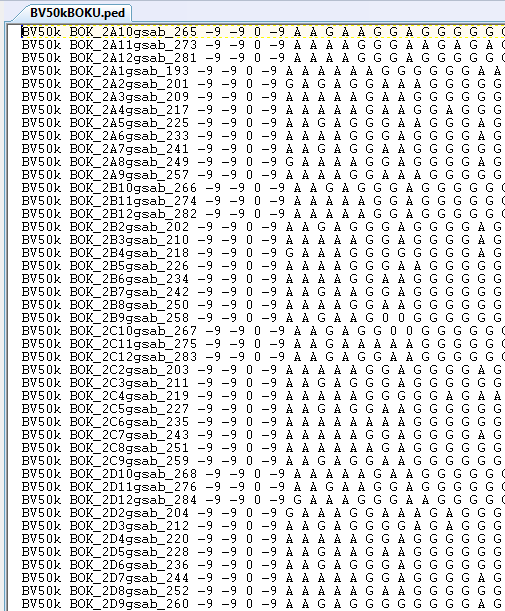 BV50kBOKU.ped
BV50k BOK_2A10gsab_265 -9 -9 0 -9 A A G A A G G A G G G G
BV50k BOK_2A11gsab_273 -9 -9 0 -9 A A A A G G G A A G A G G
BV50k BOK_2A12gsab_281 -9 -9 0 -9 A A A A A G G A G A G G
BV50k BOK_2A1gsab_193 -9 -9 0 -9 A A A A A A G G G G G A A
BV50k BOK_2A2gsab_201 -9 -9 0 -9 G A G A G G A A A G G G G
BV50k BOK_2A3gsab_209 -9 -9 0 -9 A A A A G G A A G G G G G
BV50k BOK_2A4gsab_217 -9 -9 0 -9 A A A A G A A G G A G G G
BV50k BOK_2A5gsab_225 -9 -9 0 -9 A A G A G G G A A G G G G
BV50k BOK_2A6gsab_233 -9 -9 0 -9 A A A A G G A G G G G A G
BV50k BOK_2A7gsab_241 -9 -9 0 -9 A A A A G G A G G G G G G
BV50k BOK_2A8gsab_249 -9 -9 0 -9 G A A A G G A A G G G A G
BV50k BOK_2A9gsab_257 -9 -9 0 -9 A A A A G G G G G G G G G
BV50k BOK_2B10gsab_266 -9 -9 0 -9 A A G A G G A G G G G G
BV50k BOK_2B11gsab_274 -9 -9 0 -9 A A A A G G G G G G G G
BV50k BOK_2B12gsab_282 -9 -9 0 -9 A A A A G G A G G G G G
BV50k BOK_2B2gsab_202 -9 -9 0 -9 A A G A G G G G G G G A G
BV50k BOK_2B3gsab_210 -9 -9 0 -9 A A A A G G A G G G G A G
BV50k BOK_2B4gsab_218 -9 -9 0 -9 G A A A G G G G G G G G G
BV50k BOK_2B5gsab_226 -9 -9 0 -9 A A A A G G A A G G G G G
BV50k BOK_2B6gsab_234 -9 -9 0 -9 A A A A G G A G G G G G G
BV50k BOK_2B7gsab_242 -9 -9 0 -9 A A G A G G A A G G G G G
BV50k BOK_2B8gsab_250 -9 -9 0 -9 A A A A G G A A G G G G G
BV50k BOK_2B9gsab_258 -9 -9 0 -9 A A G A G G 0 0 G G G G G
BV50k BOK_2C10gsab_267 -9 -9 0 -9 A A G A G G 0 0 G G G G
BV50k BOK_2C11gsab_275 -9 -9 0 -9 A A G A A A A G G G G G
BV50k BOK_2C12gsab_283 -9 -9 0 -9 A A A A G G A G G G G G
BV50k BOK_2C2gsab_203 -9 -9 0 -9 A A A A G G A G G G G A G
BV50k BOK_2C3gsab_211 -9 -9 0 -9 A A G A G G A G G G G G G
BV50k BOK_2C4gsab_219 -9 -9 0 -9 A A A A G G G G G A G A A
BV50k BOK_2C5gsab_227 -9 -9 0 -9 A A G A G G A A G G G G G
BV50k BOK_2C6gsab_235 -9 -9 0 -9 A A A A A A A A G G G G G
BV50k BOK_2C7gsab_243 -9 -9 0 -9 A A G A G G A G G G G A G
BV50k BOK_2C8gsab_251 -9 -9 0 -9 A A A A G G A G G G G G G
BV50k BOK_2C9gsab_259 -9 -9 0 -9 A A G A G G A A G G G G G
BV50k BOK_2D10gsab_268 -9 -9 0 -9 A A A A A G A G G G G G
BV50k BOK_2D11gsab_276 -9 -9 0 -9 A A G A A G G A G G G G
BV50k BOK_2D12gsab_284 -9 -9 0 -9 G A A A G G A G G G G G
BV50k BOK_2D2gsab_204 -9 -9 0 -9 G A A A G G A A G G G G G
BV50k BOK_2D3gsab_212 -9 -9 0 -9 A A G A G G G A G A G G G
BV50k BOK_2D4gsab_220 -9 -9 0 -9 A A A A G G A G G G G G G
BV50k BOK_2D5gsab_228 -9 -9 0 -9 A A G A G G A A G G G G G
BV50k BOK_2D6gsab_236 -9 -9 0 -9 A A G A G G A G G G G G G
BV50k BOK_2D7gsab_244 -9 -9 0 -9 A A A A G G A G G G G A G
BV50k BOK_2D8gsab_252 -9 -9 0 -9 A A A A G G A G G G G G G
BV50k BOK_2D9gsab_260 -9 -9 0 -9 A A A A G G A G G G G G G